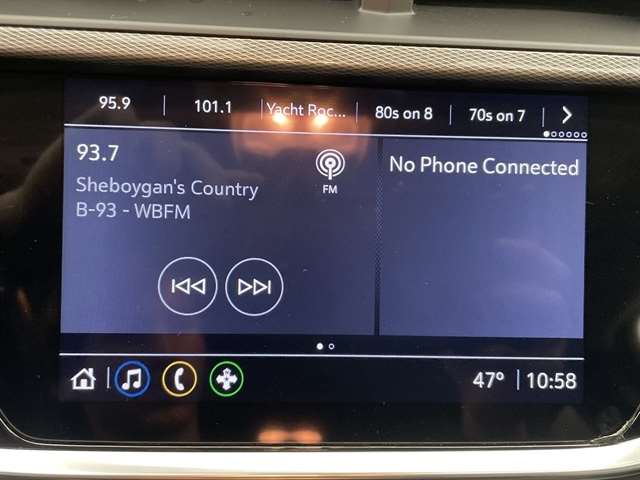 95.9 101.1 Yacht Roc... 80s on 8 70s on 7
93.7
Sheboygan's Country
B-93 - WBFM
FM
No Phone Connected
47° 10:58